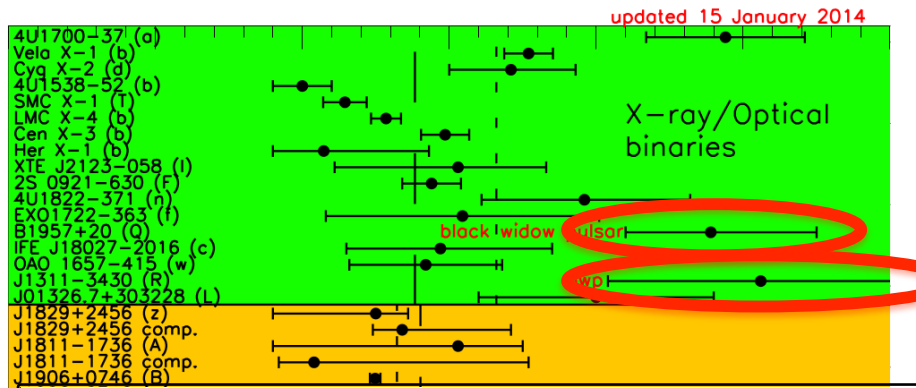 updated 15 January 2014
4U1700-37 (a)
Vela X-1 (b)
Cyg X-2 (d)
4U1538-52 (b)
SMC X-1 (T)
LMC X-4 (b)
Cen X-3 (b)
Her X-1 (b)
XTE J2123-058 (l)
2S 0921-630 (F)
4U1822-371 (n)
EXO1722-363 (f)
B1957+20 (Q)
IFE J18027-2016 (c)
OAO 1657-415 (w)
J1311-3430 (R)
J01326.7+303228 (L)
X-ray/Optical
binaries
black widow pulsar
wp
J1829+2456 (z)
J1829+2456 comp.
J1811-1736 (A)
J1811-1736 comp.
J1906+0746 (B)